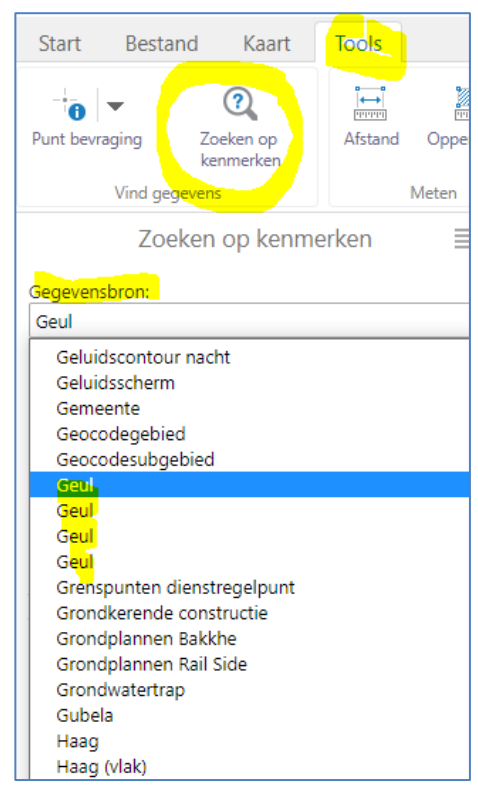 Start Bestand Kaart Tools
Punt bevraging Zoeken op kenmerken Afstand Oppe
Vind gegevens Meten
Zoeken op kenmerken
Gegevensbron:
Geul
Geluidscontour nacht
Geluidsscherm
Gemeente
Geocodegebied
Geocodesubgebied
Geul
Geul
Geul
Geul
Grenspunten dienstregelpunt
Grondkerende constructie
Grondplannen Bakkhe
Grondplannen Rail Side
Grondwatertrap
Gubela
Haag
Haag (vlak)